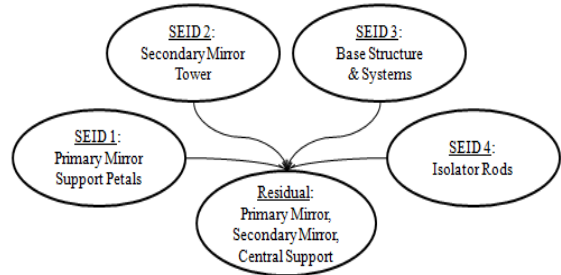 SEID 2:
Secondary Mirror
Tower
SEID 3:
Base Structure
& Systems
SEID 1:
Primary Mirror
Support Petals
SEID 4:
Isolator Rods
Residual:
Primary Mirror,
Secondary Mirror,
Central Support